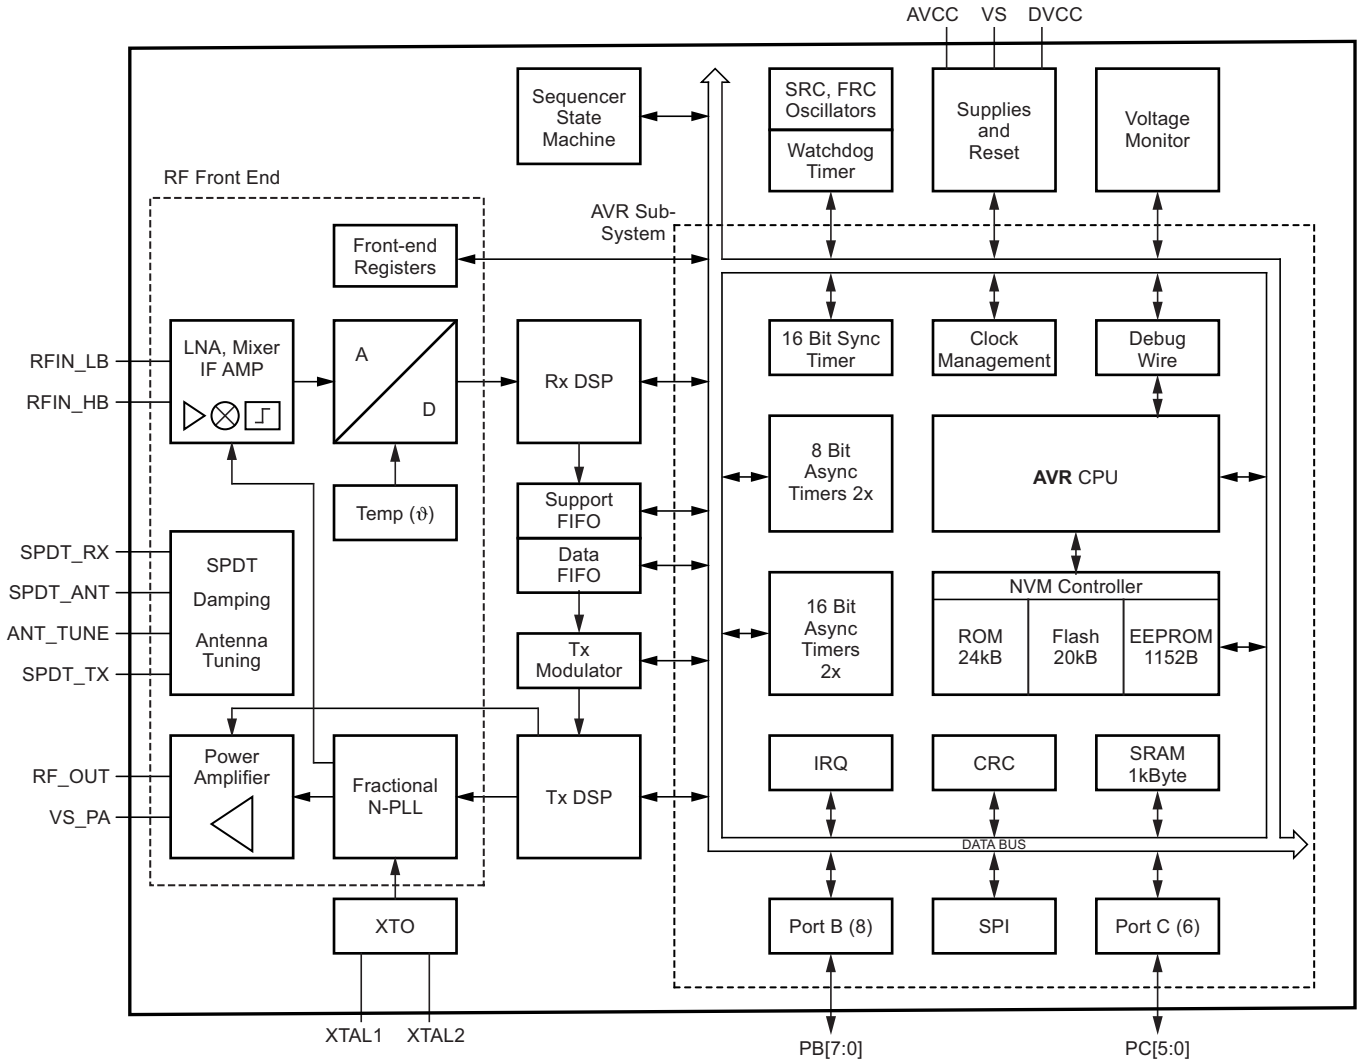 AVCC VS DVCC
Sequencer
State
Machine
SRC, FRC
Oscillators
Watchdog
Timer
Supplies
and
Reset
Voltage
Monitor
RF Front End
AVR Sub-
System
Front-end
Registers
LNA, Mixer
IF AMP
A
D
Rx DSP
16 Bit Sync
Timer
Clock
Management
Debug
Wire
RFIN_LB
RFIN_HB
8 Bit
Async
Timers 2x
AVR CPU
Temp (ϑ)
Support
FIFO
Data
FIFO
SPDT_RX
SPDT_ANT
ANT_TUNE
SPDT_TX
SPDT
Damping
Antenna
Tuning
16 Bit
Async
Timers
2x
NVM Controller
ROM
24kB
Flash
20kB
EEPROM
1152B
Tx
Modulator
RF_OUT
VS_PA
Power
Amplifier
Fractional
N-PLL
Tx DSP
IRQ
CRC
SRAM
1kByte
DATA BUS
XTO
Port B (8)
SPI
Port C (6)
XTAL1 XTAL2
PB[7:0]
PC[5:0]